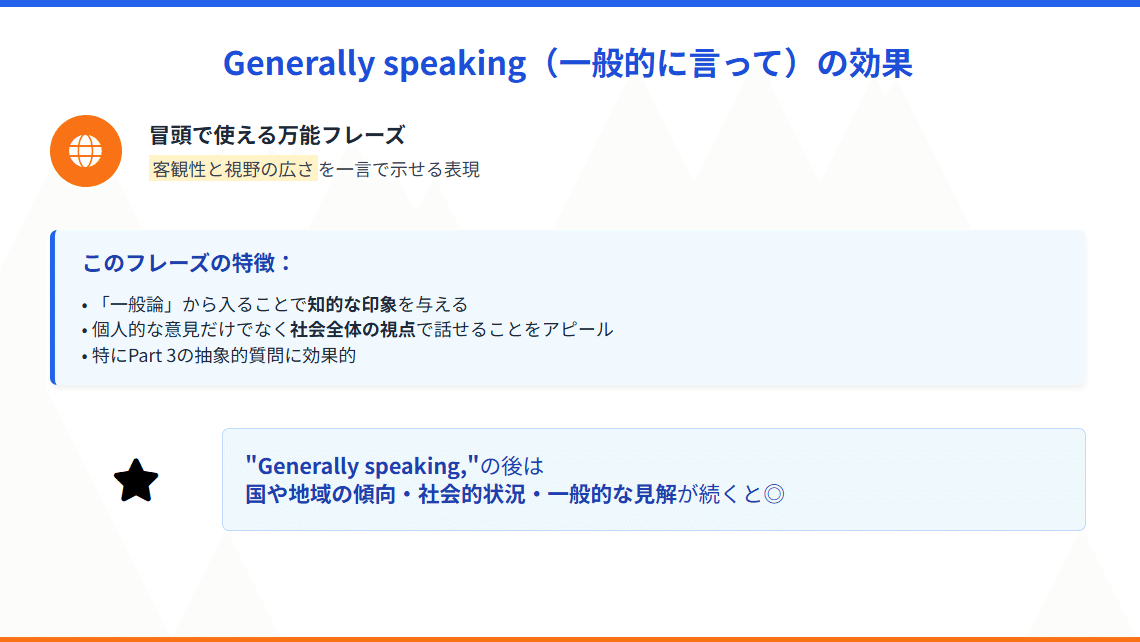 Generally speaking（一般的に言って）の効果
冒頭で使える万能フレーズ
客観性と視野の広さを一言で示せる表現
このフレーズの特徴：
• 「一般論」から入ることで知的な印象を与える
• 個人的な意見だけでなく社会全体の視点で話せることをアピール
• 特にPart 3の抽象的質問に効果的
"Generally speaking,"の後は
国や地域の傾向・社会的状況・一般的な見解が続くと◎